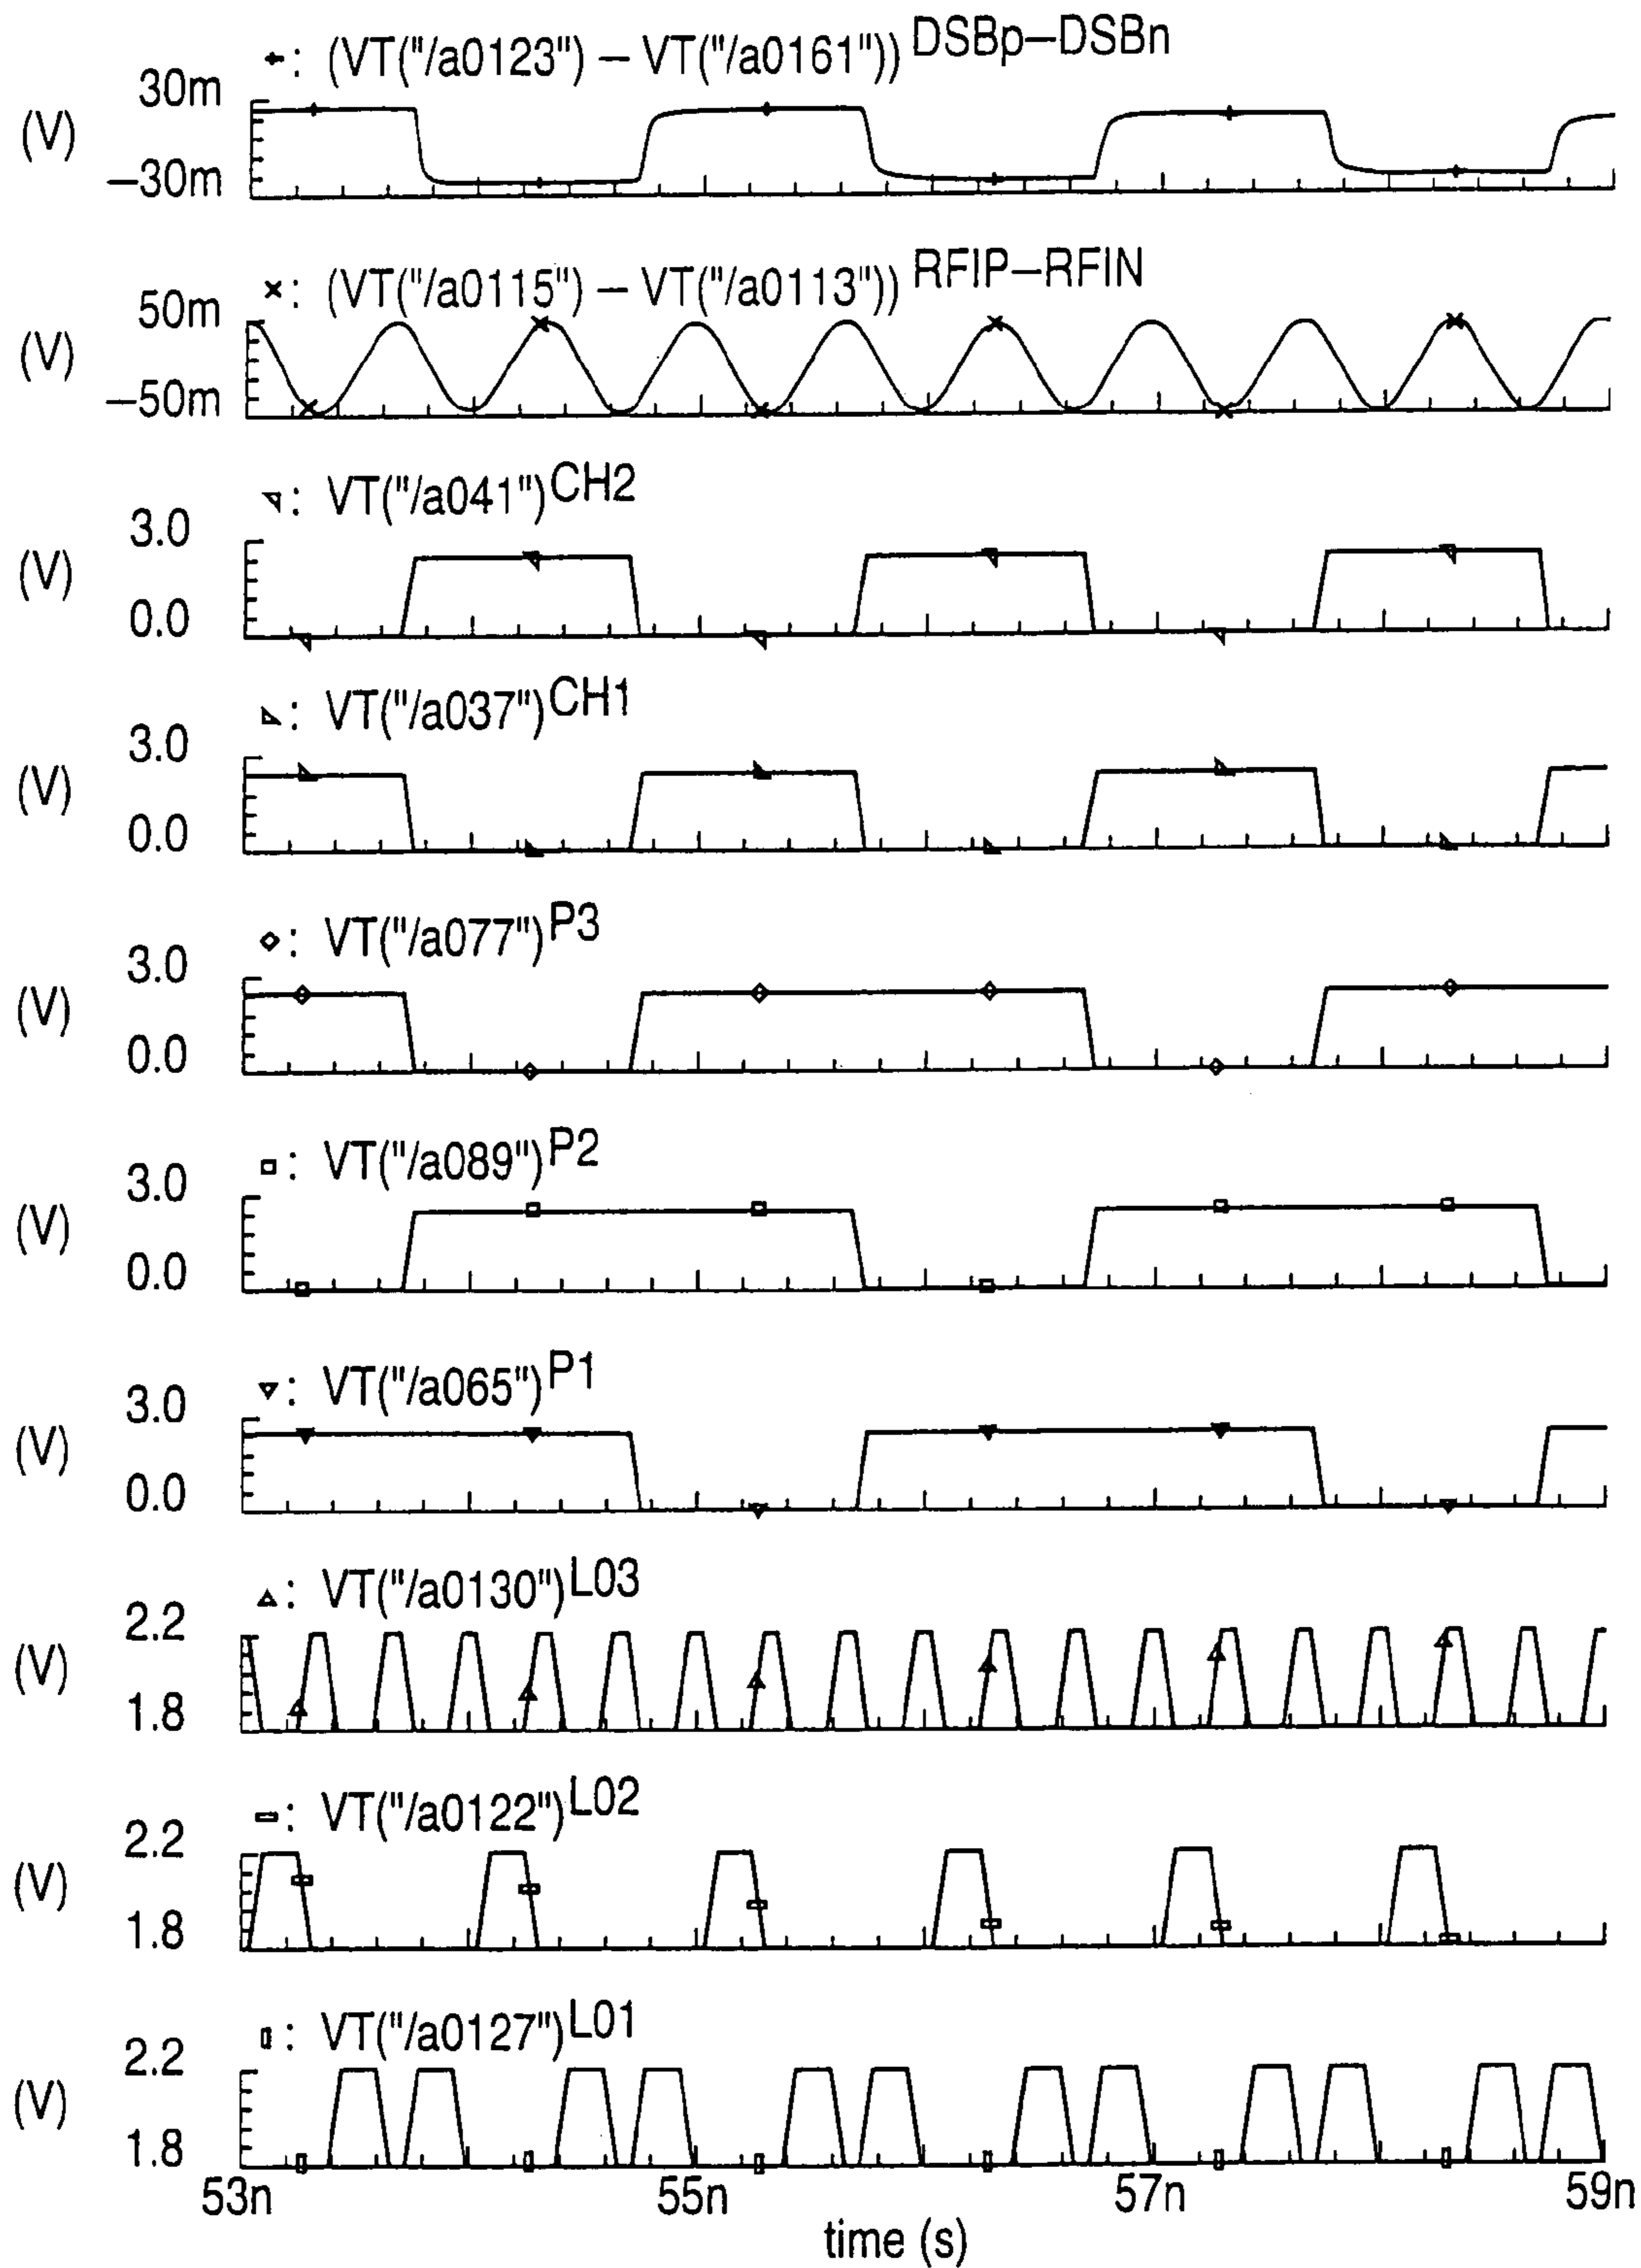 +: (VT("/a0123") – VT("/a0161")) DSBp–DSBn
30m
(V)
–30m
×: (VT("/a0115") – VT("/a0113")) RFIP–RFIN
50m
(V)
–50m
: VT("/a041") CH2
3.0
(V)
0.0
: VT("/a037") CH1
3.0
(V)
0.0
◇: VT("/a077") P3
3.0
(V)
0.0
□: VT("/a089") P2
3.0
(V)
0.0
▽: VT("/a065") P1
3.0
(V)
0.0
△: VT("/a0130") L03
2.2
(V)
1.8
: VT("/a0122") L02
2.2
(V)
1.8
: VT("/a0127") L01
2.2
(V)
1.8
53n 55n 57n 59n
time (s)